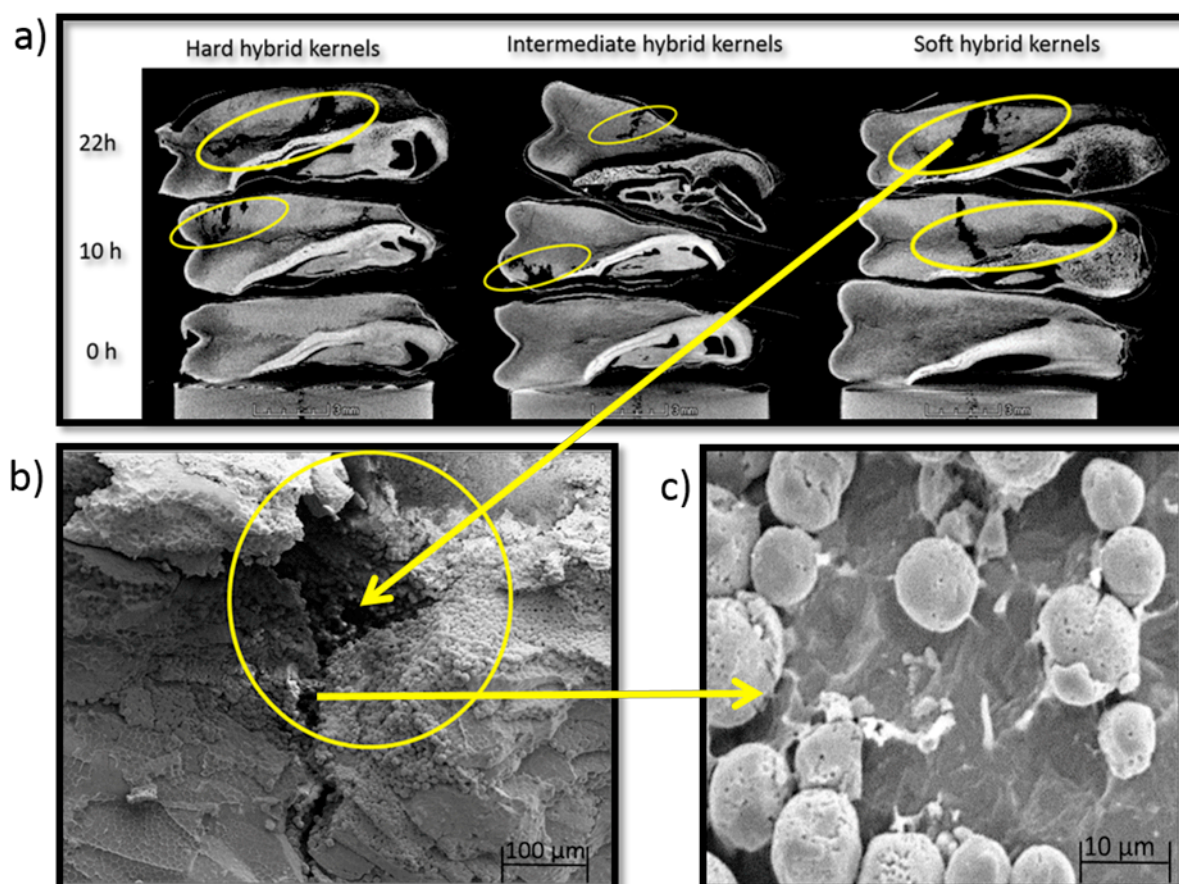 a)
Hard hybrid kernels
Intermediate hybrid kernels
Soft hybrid kernels
22h
10 h
0 h
3 mm
3 mm
3 mm
b)
100 µm
c)
10 µm